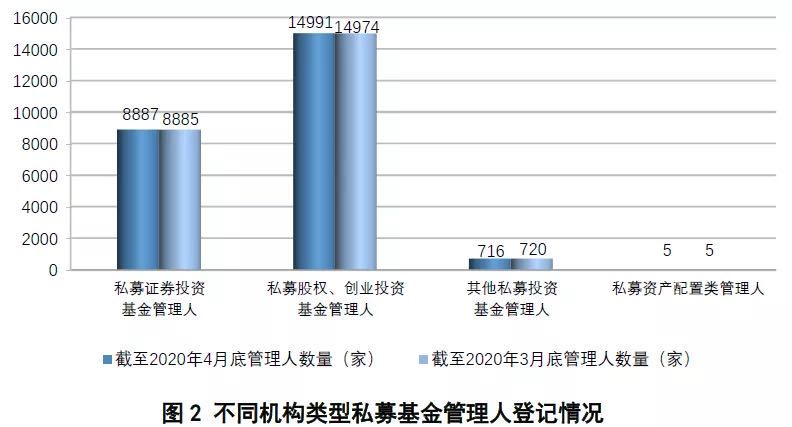 16000
14000
12000
10000
8000
6000
4000
2000
0
8887
8885
14991
14974
716
720
5
5
私募证券投资
基金管理人
私募股权、创业投资
基金管理人
其他私募投资
基金管理人
私募资产配置类管理人
截至2020年4月底管理人数量（家）
截至2020年3月底管理人数量（家）
图 2 不同机构类型私募基金管理人登记情况